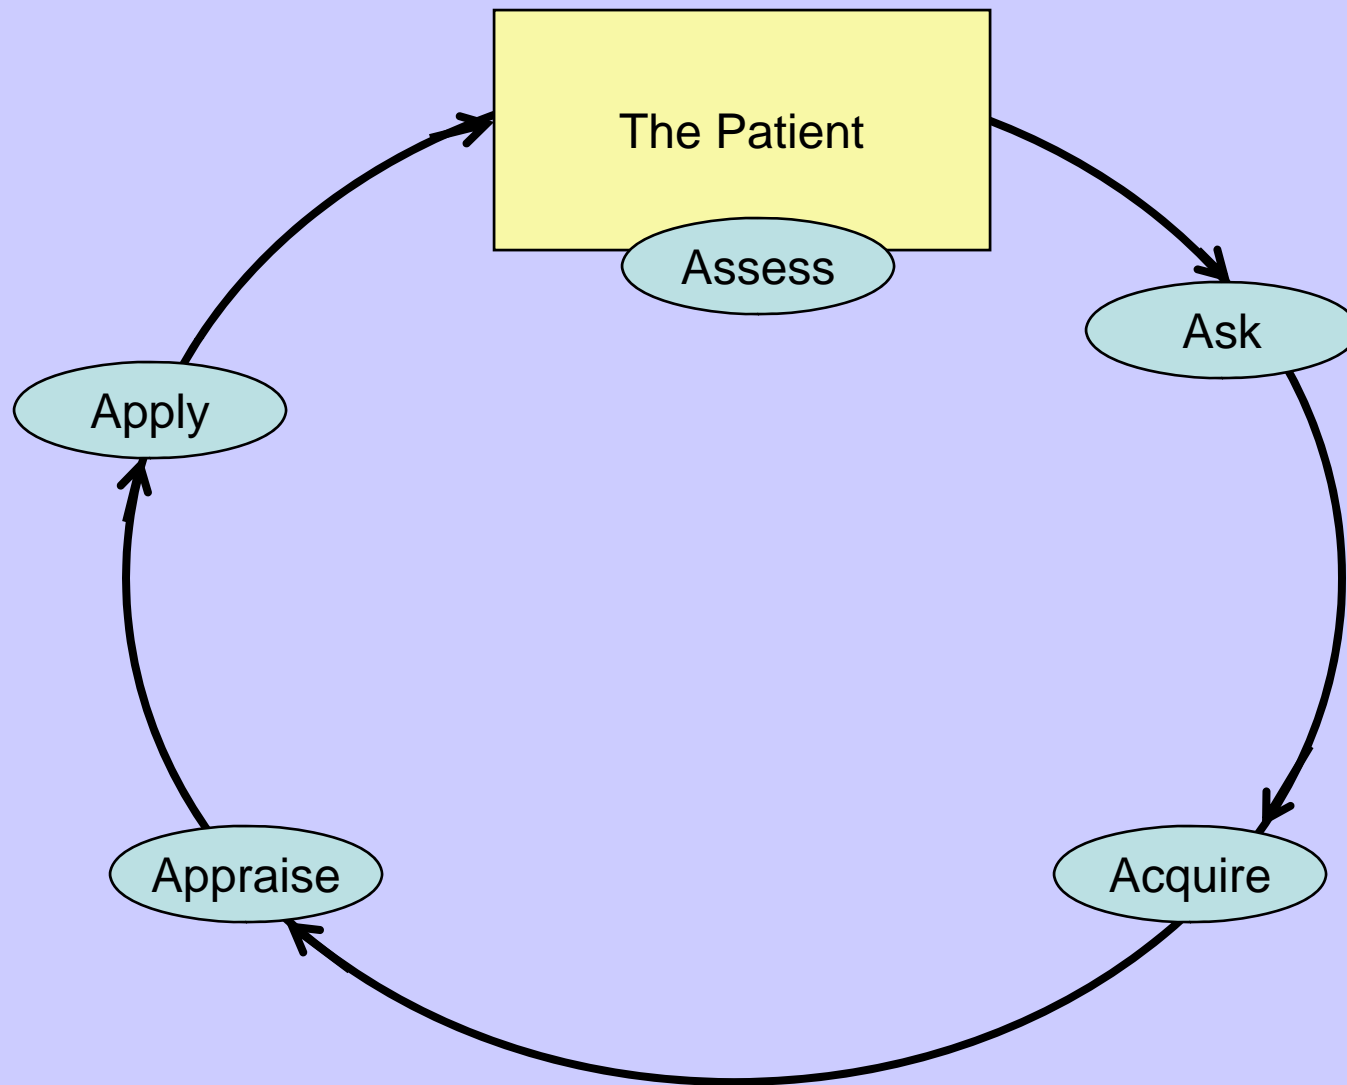 The Patient
Assess
Ask
Apply
Appraise
Acquire